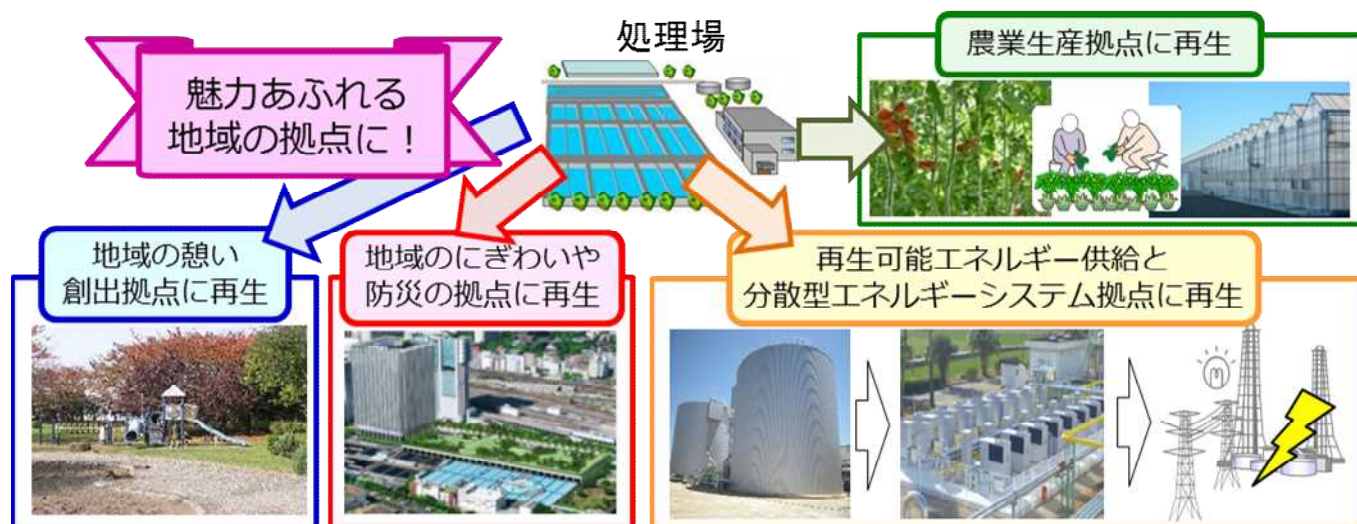 魅力あふれる
地域の拠点に！
処理場
農業生産拠点に再生
地域の憩い
創出拠点に再生
地域のにぎわいや
防災の拠点に再生
再生可能エネルギー供給と
分散型エネルギーシステム拠点に再生